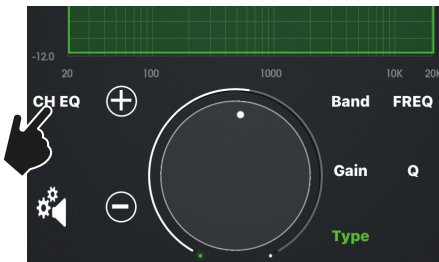 -12.0
20 100 1000 10K 20K
CH EQ Band FREQ
Gain Q
Type